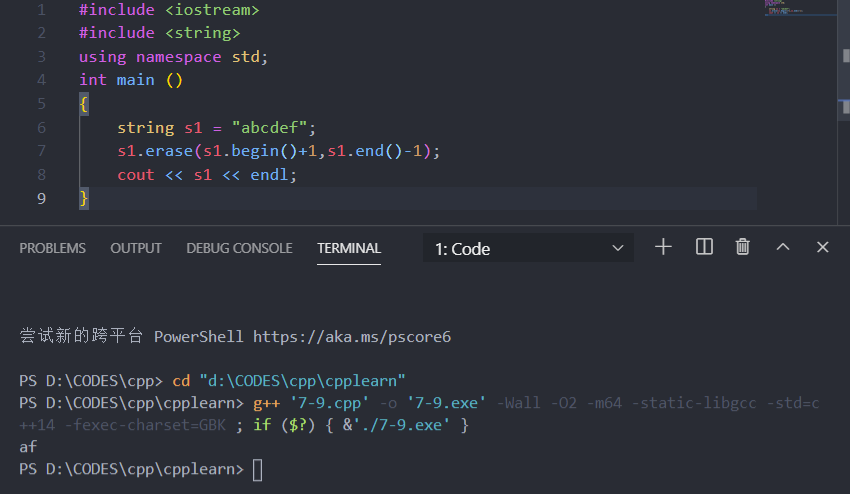 1 #include <iostream>
2 #include <string>
3 using namespace std;
4 int main ()
5 {
6 string s1 = "abcdef";
7 s1.erase(s1.begin()+1,s1.end()-1);
8 cout << s1 << endl;
9 }
PROBLEMS OUTPUT DEBUG CONSOLE TERMINAL 1: Code
尝试新的跨平台 PowerShell https://aka.ms/pscore6
PS D:\CODES\cpp> cd "d:\CODES\cpp\cpplearn"
PS D:\CODES\cpp\cpplearn> g++ '7-9.cpp' -o '7-9.exe' -Wall -O2 -m64 -static-libgcc -std=c
++14 -fexec-charset=GBK ; if ($?) { &'./7-9.exe' }
af
PS D:\CODES\cpp\cpplearn>